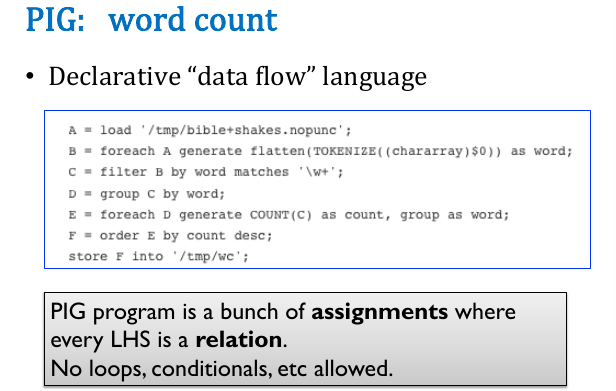 PIG: word count
• Declarative “data flow” language
A = load '/tmp/bible+shakes.nopunc';
B = foreach A generate flatten(TOKENIZE((chararray)$0)) as word;
C = filter B by word matches '\w+';
D = group C by word;
E = foreach D generate COUNT(C) as count, group as word;
F = order E by count desc;
store F into '/tmp/wc';
PIG program is a bunch of assignments where
every LHS is a relation.
No loops, conditionals, etc allowed.